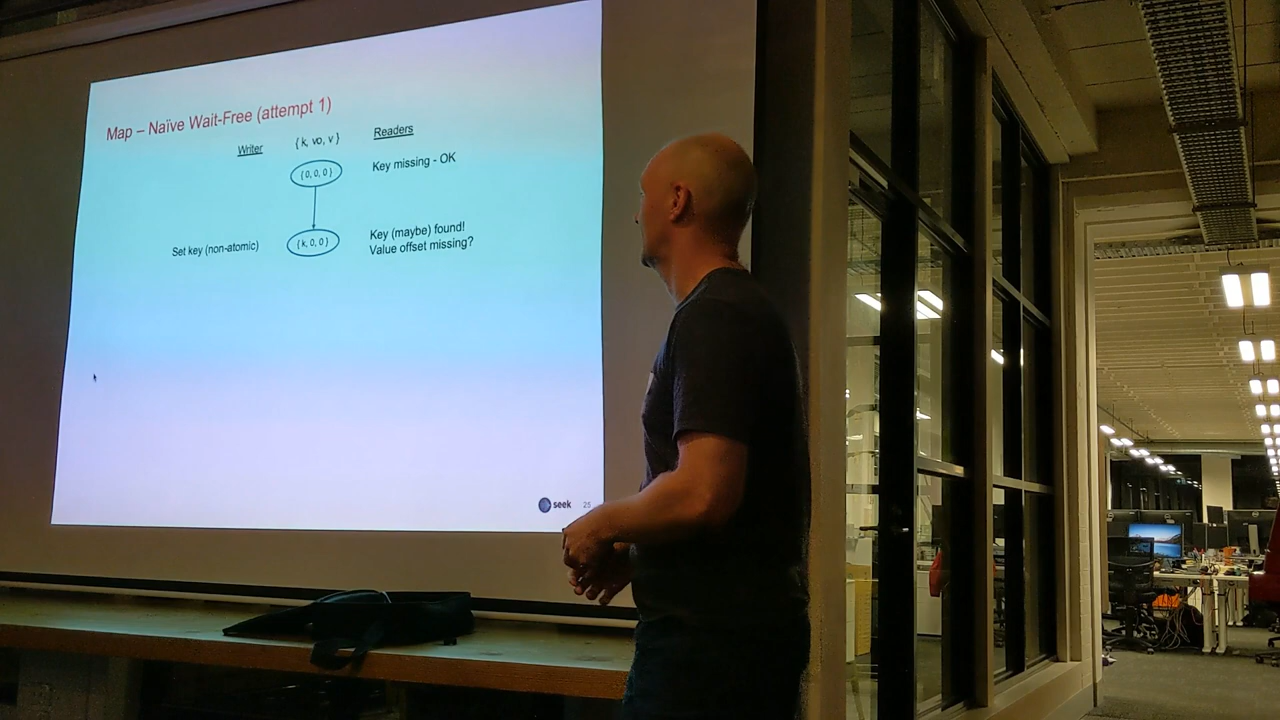 Map – Naïve Wait-Free (attempt 1)
Writer
{ k, vo, v }
Readers
{ 0, 0, 0 }
Key missing - OK
Set key (non-atomic)
{ k, 0, 0 }
Key (maybe) found!
Value offset missing?
seek
25